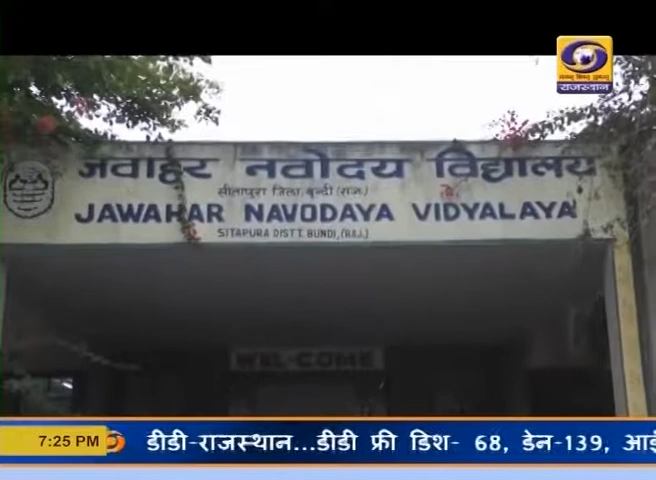 राजस्थान
जवाहर नवोदय विद्यालय
सीतापुरा जिला.बून्दी (राज.)
JAWAHAR NAVODAYA VIDYALAYA
SITAPURA DISTT. BUNDI, (RAJ.)
WEL-COME
7:25 PM डीडी-राजस्थान...डीडी फ्री डिश- 68, डेन-139,